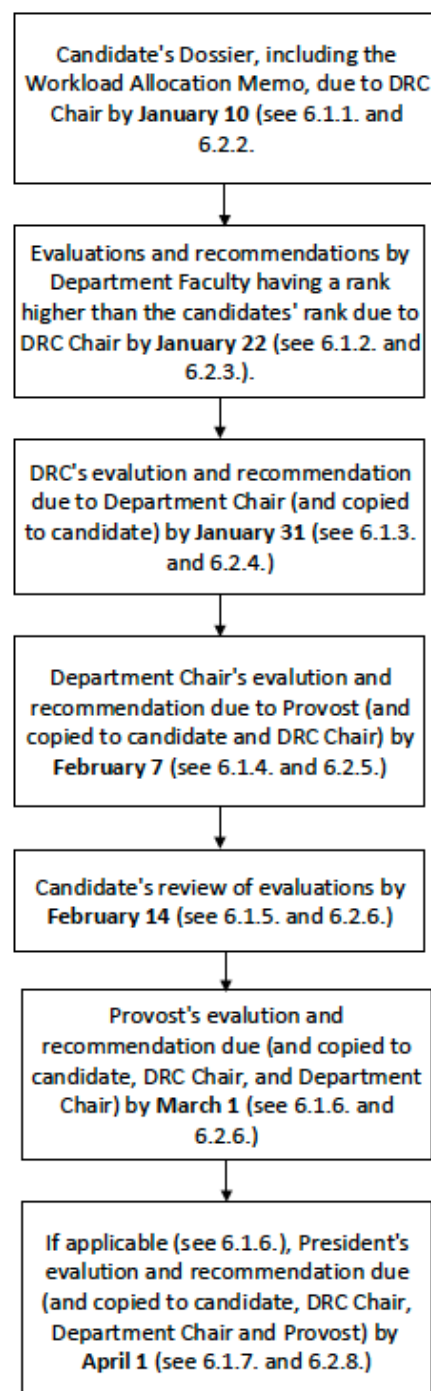 Candidate's Dossier, including the
Workload Allocation Memo, due to DRC
Chair by January 10 (see 6.1.1. and
6.2.2.
Evaluations and recommendations by
Department Faculty having a rank
higher than the candidates' rank due to
DRC Chair by January 22 (see 6.1.2. and
6.2.3.).
DRC's evalution and recommendation
due to Department Chair (and copied
to candidate) by January 31 (see 6.1.3.
and 6.2.4.)
Department Chair's evalution and
recommendation due to Provost (and
copied to candidate and DRC Chair) by
February 7 (see 6.1.4. and 6.2.5.)
Candidate's review of evaluations by
February 14 (see 6.1.5. and 6.2.6.)
Provost's evalution and
recommendation due (and copied to
candidate, DRC Chair, and Department
Chair) by March 1 (see 6.1.6. and
6.2.6.)
If applicable (see 6.1.6.), President's
evalution and recommendation due
(and copied to candidate, DRC Chair,
Department Chair and Provost) by
April 1 (see 6.1.7. and 6.2.8.)